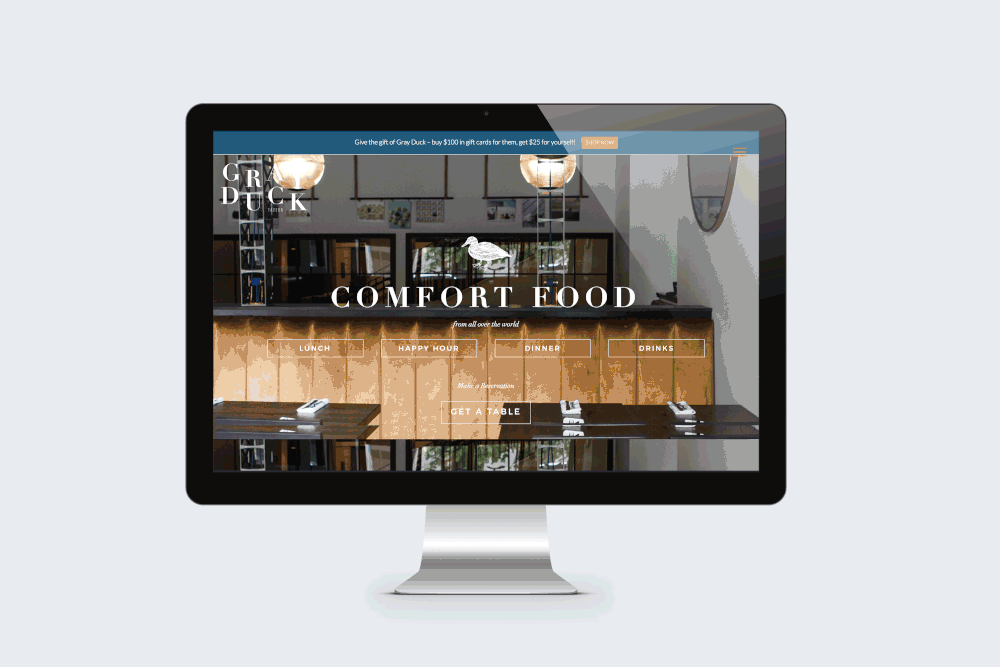 Give the gift of Gray Duck – buy $100 in gift cards for them, get $25 for yourself! SHOP NOW
GRAY
DUCK
TAVERN
COMFORT FOOD
from all over the world
LUNCH HAPPY HOUR DINNER DRINKS
Make a Reservation
GET A TABLE